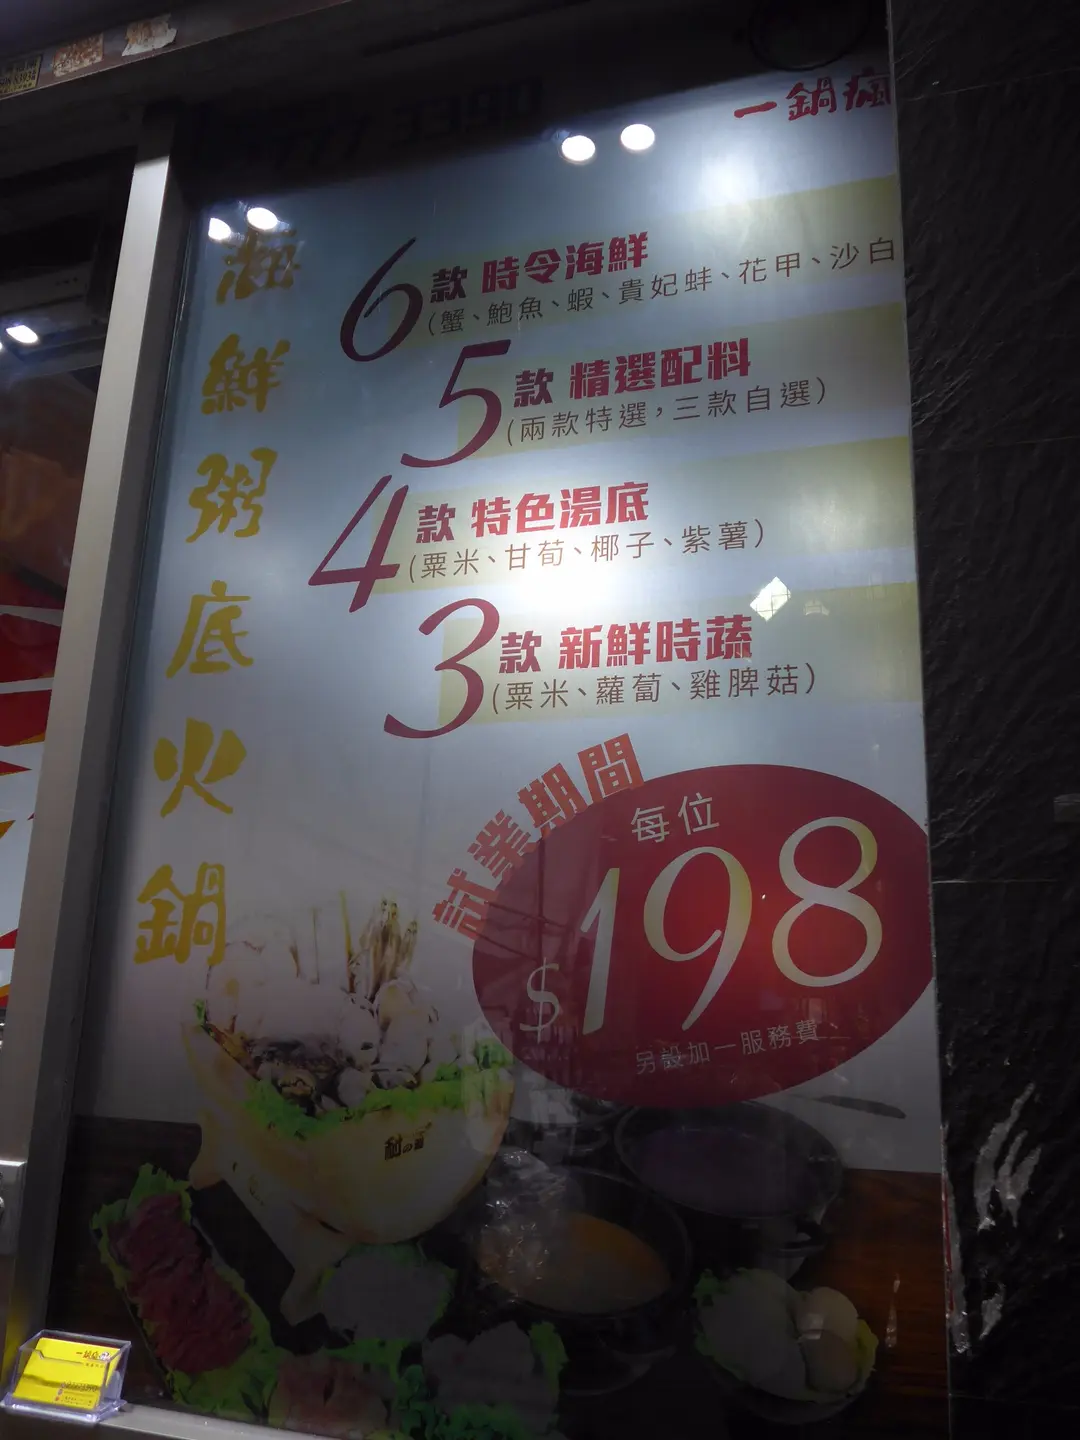 一鍋瘋
海鮮粥底火鍋
6款 時令海鮮
(蟹、鮑魚、蝦、貴妃蚌、花甲、沙白
5款 精選配料
(兩款特選，三款自選)
4款 特色湯底
(粟米、甘荀、椰子、紫薯)
3款 新鮮時蔬
(粟米、蘿蔔、雞脾菇)
試業期間
每位
$198
另設加一服務費